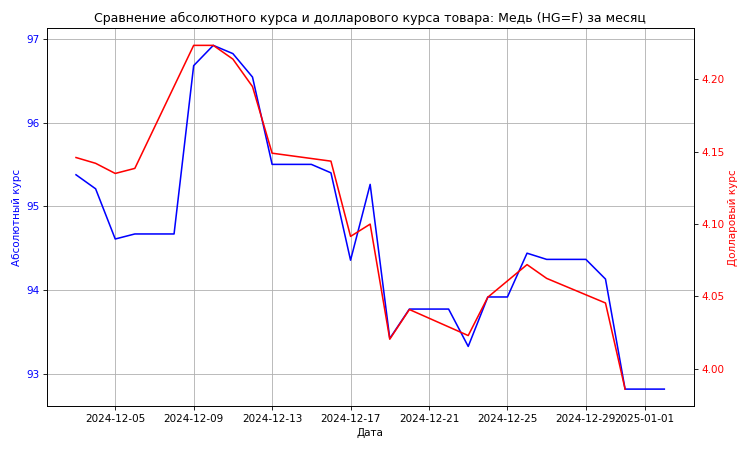 Сравнение абсолютного курса и долларового курса товара: Медь (HG=F) за месяц
97
96
95
94
93
Абсолютный курс
4.20
4.15
4.10
4.05
4.00
Долларовый курс
2024-12-05 2024-12-09 2024-12-13 2024-12-17 2024-12-21 2024-12-25 2024-12-29 2025-01-01
Дата